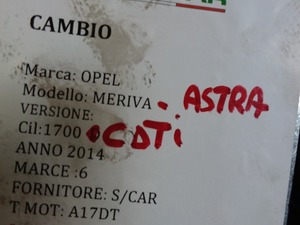 CAMBIO
Marca: OPEL
Modello: MERIVA - ASTRA
VERSIONE:
Cil:1700 CDTi
ANNO 2014
MARCE :6
FORNITORE: S/CAR
T MOT: A17DT